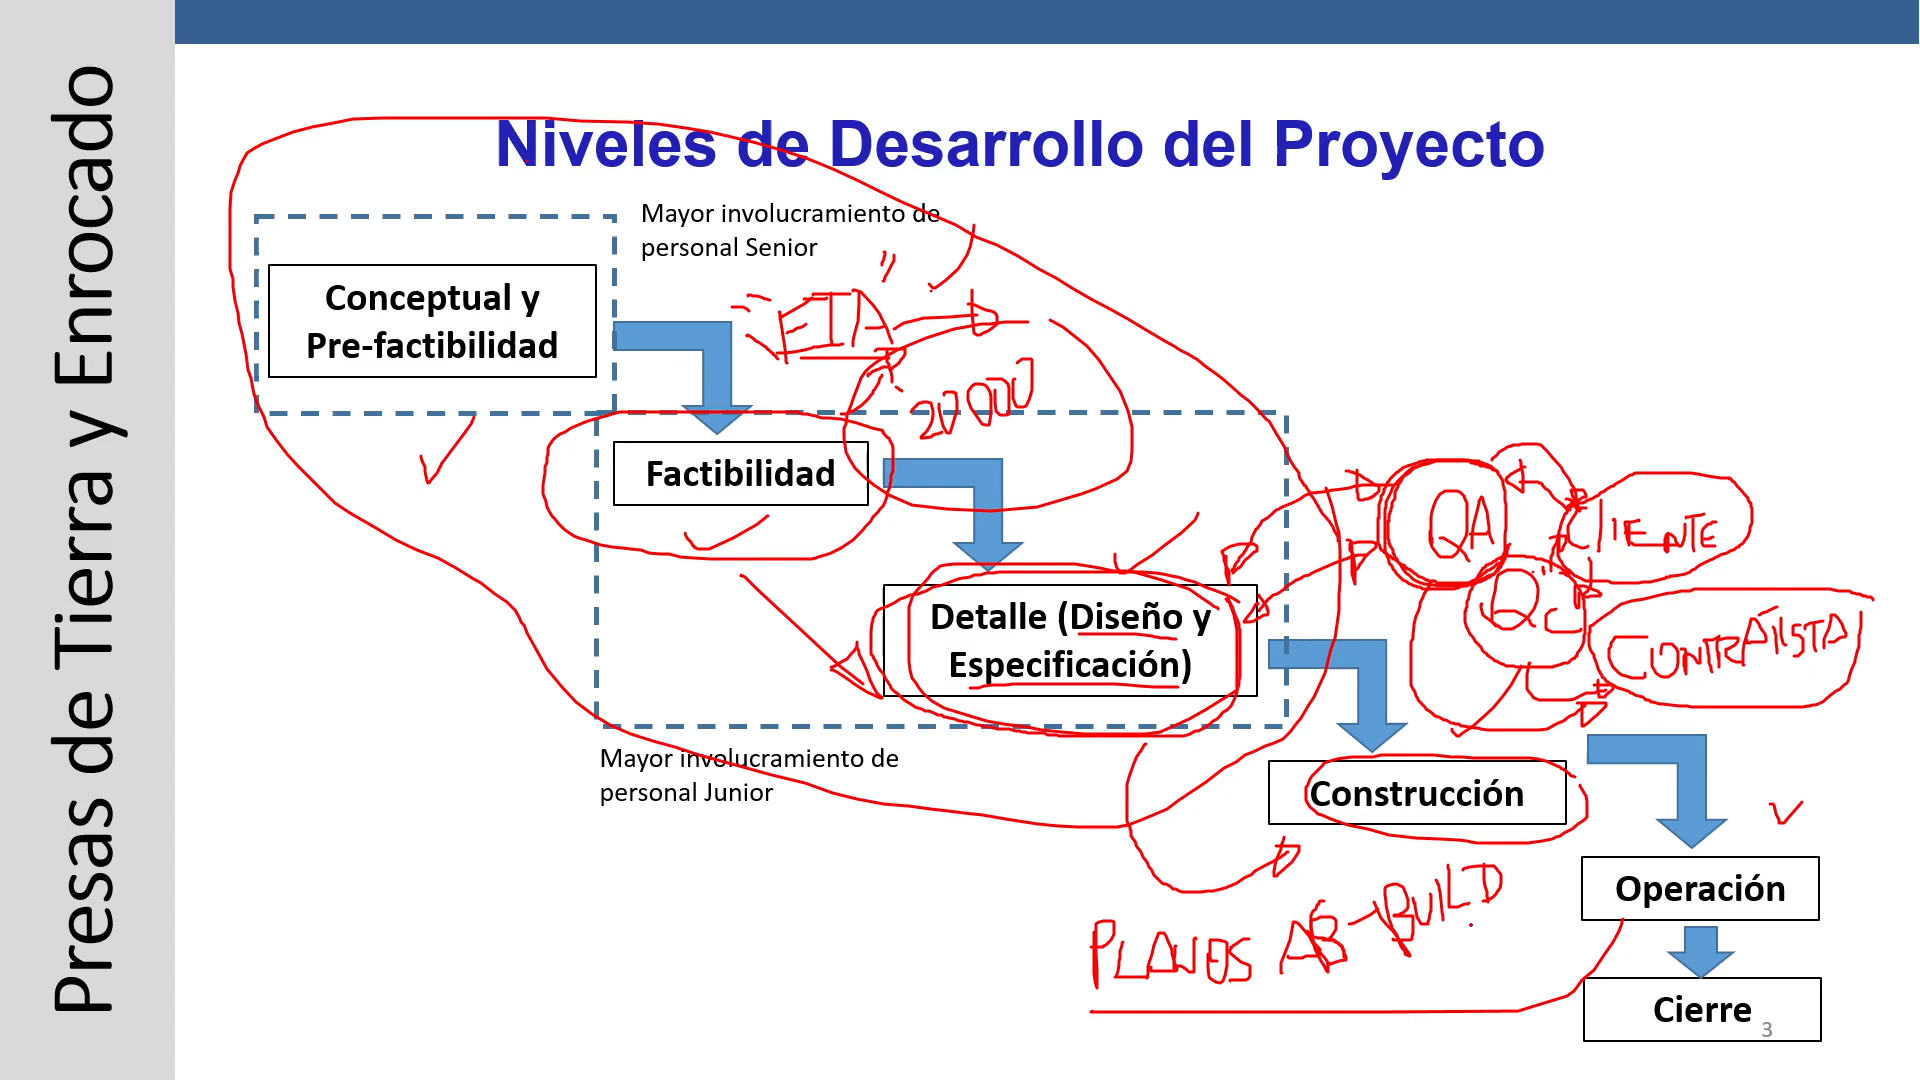 Presas de Tierra y Enrocado
Niveles de Desarrollo del Proyecto
Mayor involucramiento de
personal Senior
Conceptual y
Pre-factibilidad
EIA
20 000
Factibilidad
QA
CLIENTE
QC
CONTRATISTA
Detalle (Diseño y
Especificación)
Mayor involucramiento de
personal Junior
Construcción
Operación
PLANOS AS-BUILD
Cierre
3